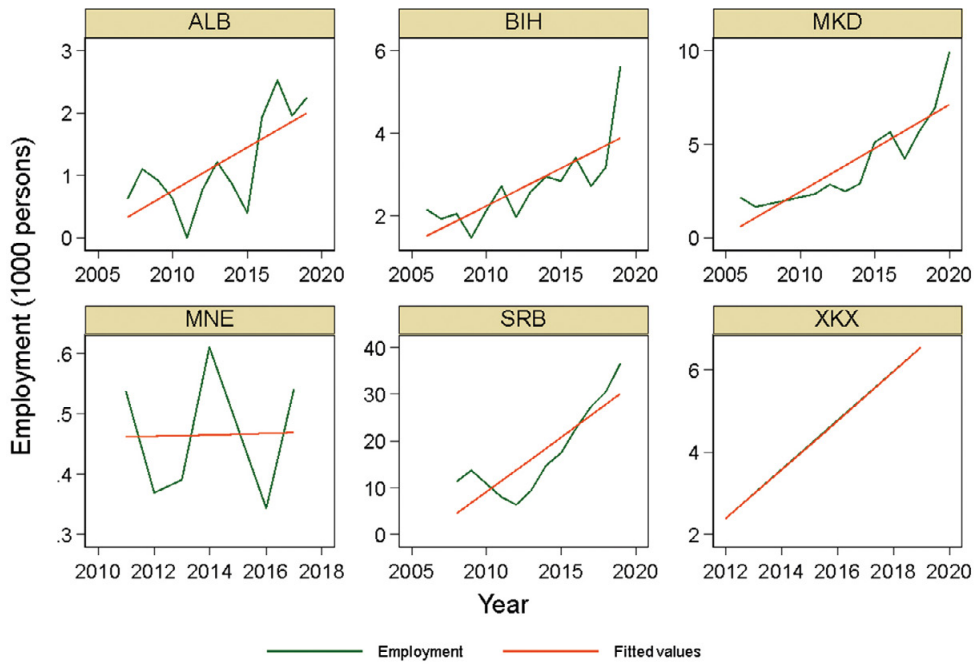 ALB BIH MKD
3 6 10
2 4 5
1 2 0
0
2005 2010 2015 2020 2005 2010 2015 2020 2005 2010 2015 2020
MNE SRB XKX
.6 40 6
.5 30 4
.4 20 2
.3 10
0
2010 2012 2014 2016 2018 2005 2010 2015 2020 2012 2014 2016 2018 2020
Employment (1000 persons)
Year
Employment Fitted values